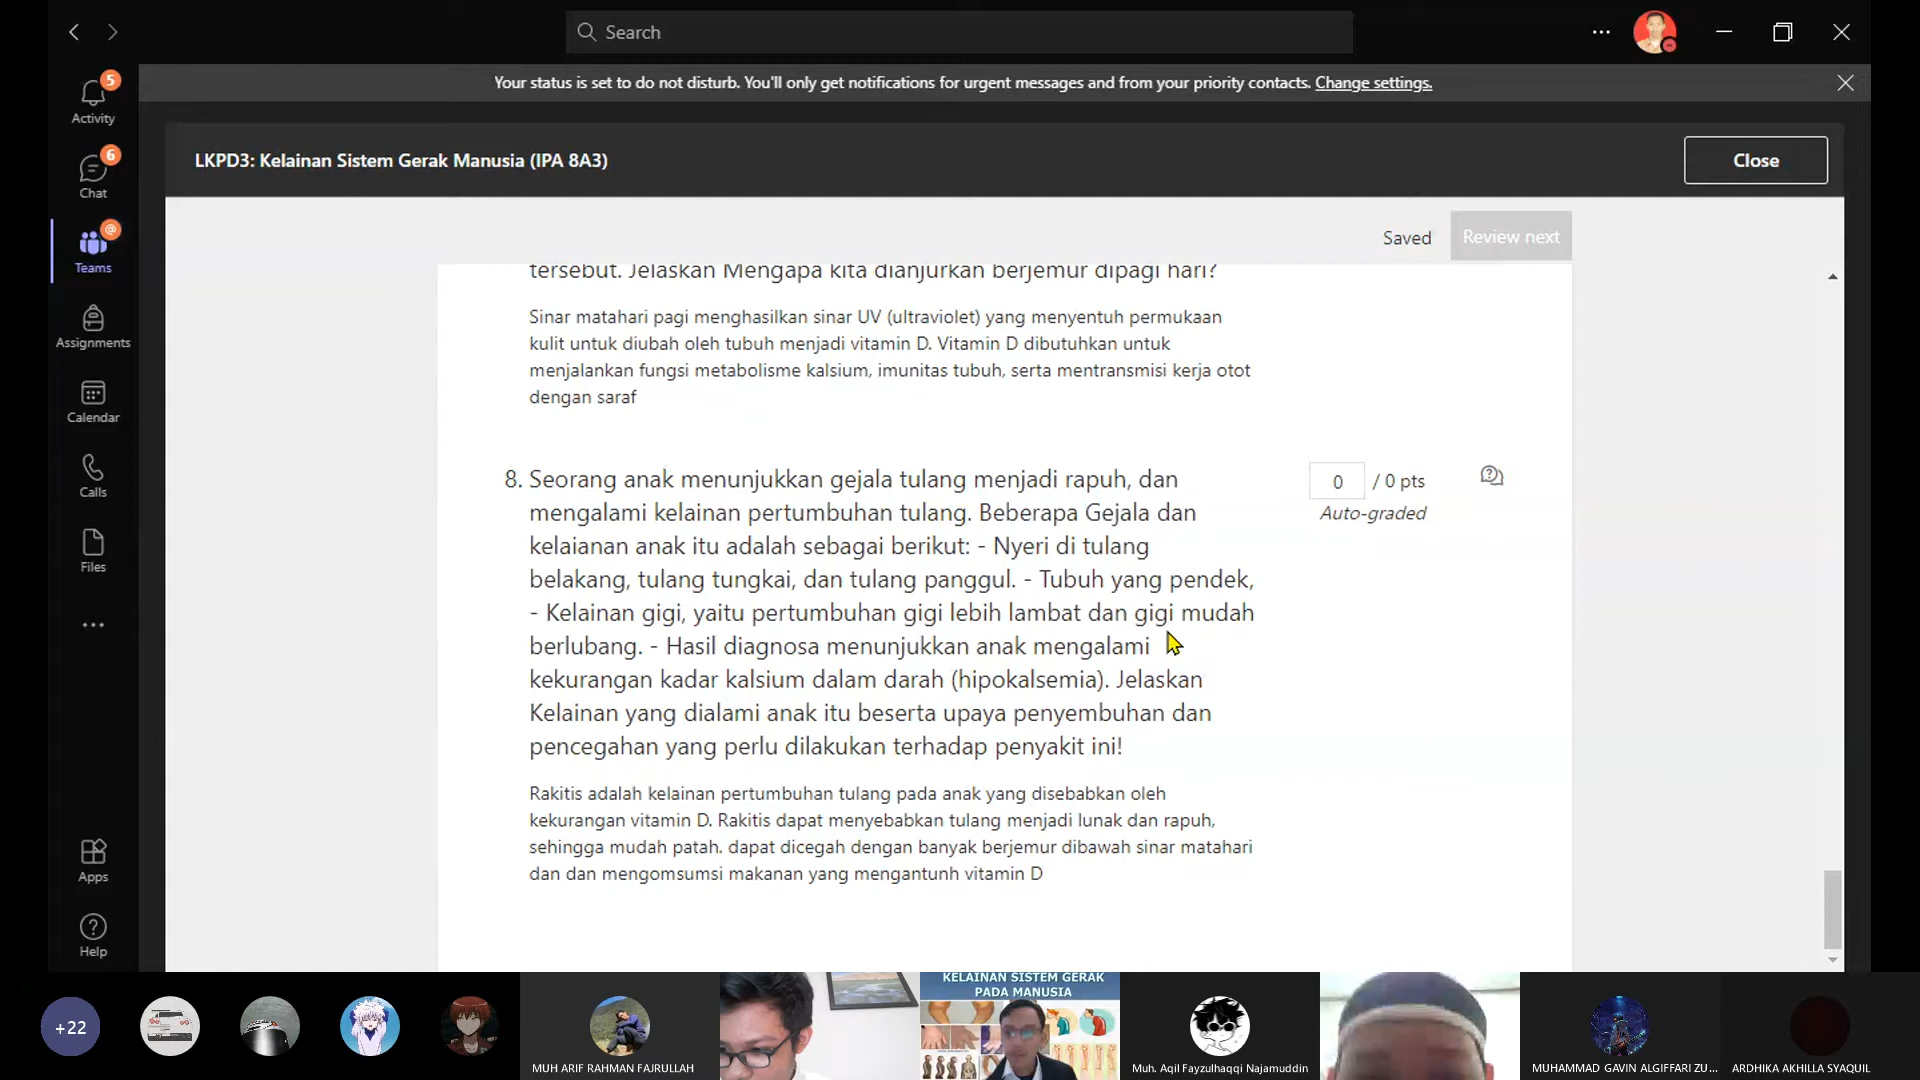 Search
Your status is set to do not disturb. You'll only get notifications for urgent messages and from your priority contacts. Change settings.
5
Activity
6
Chat
@
Teams
Assignments
Calendar
Calls
Files
Apps
Help
LKPD3: Kelainan Sistem Gerak Manusia (IPA 8A3)
Close
Saved
Review next
tersebut. Jelaskan Mengapa kita dianjurkan berjemur dipagi hari?
Sinar matahari pagi menghasilkan sinar UV (ultraviolet) yang menyentuh permukaan
kulit untuk diubah oleh tubuh menjadi vitamin D. Vitamin D dibutuhkan untuk
menjalankan fungsi metabolisme kalsium, imunitas tubuh, serta mentransmisi kerja otot
dengan saraf
8. Seorang anak menunjukkan gejala tulang menjadi rapuh, dan
mengalami kelainan pertumbuhan tulang. Beberapa Gejala dan
kelaianan anak itu adalah sebagai berikut: - Nyeri di tulang
belakang, tulang tungkai, dan tulang panggul. - Tubuh yang pendek,
- Kelainan gigi, yaitu pertumbuhan gigi lebih lambat dan gigi mudah
berlubang. - Hasil diagnosa menunjukkan anak mengalami
kekurangan kadar kalsium dalam darah (hipokalsemia). Jelaskan
Kelainan yang dialami anak itu beserta upaya penyembuhan dan
pencegahan yang perlu dilakukan terhadap penyakit ini!
0 / 0 pts
Auto-graded
Rakitis adalah kelainan pertumbuhan tulang pada anak yang disebabkan oleh
kekurangan vitamin D. Rakitis dapat menyebabkan tulang menjadi lunak dan rapuh,
sehingga mudah patah. dapat dicegah dengan banyak berjemur dibawah sinar matahari
dan dan mengomsumsi makanan yang mengantunh vitamin D
+22
MUH ARIF RAHMAN FAJRULLAH
KELAINAN SISTEM GERAK
PADA MANUSIA
Muh. Aqil Fayzulhaqqi Najamuddin
MUHAMMAD GAVIN ALGIFFARI ZU...
ARDHIKA AKHILLA SYAQUIL